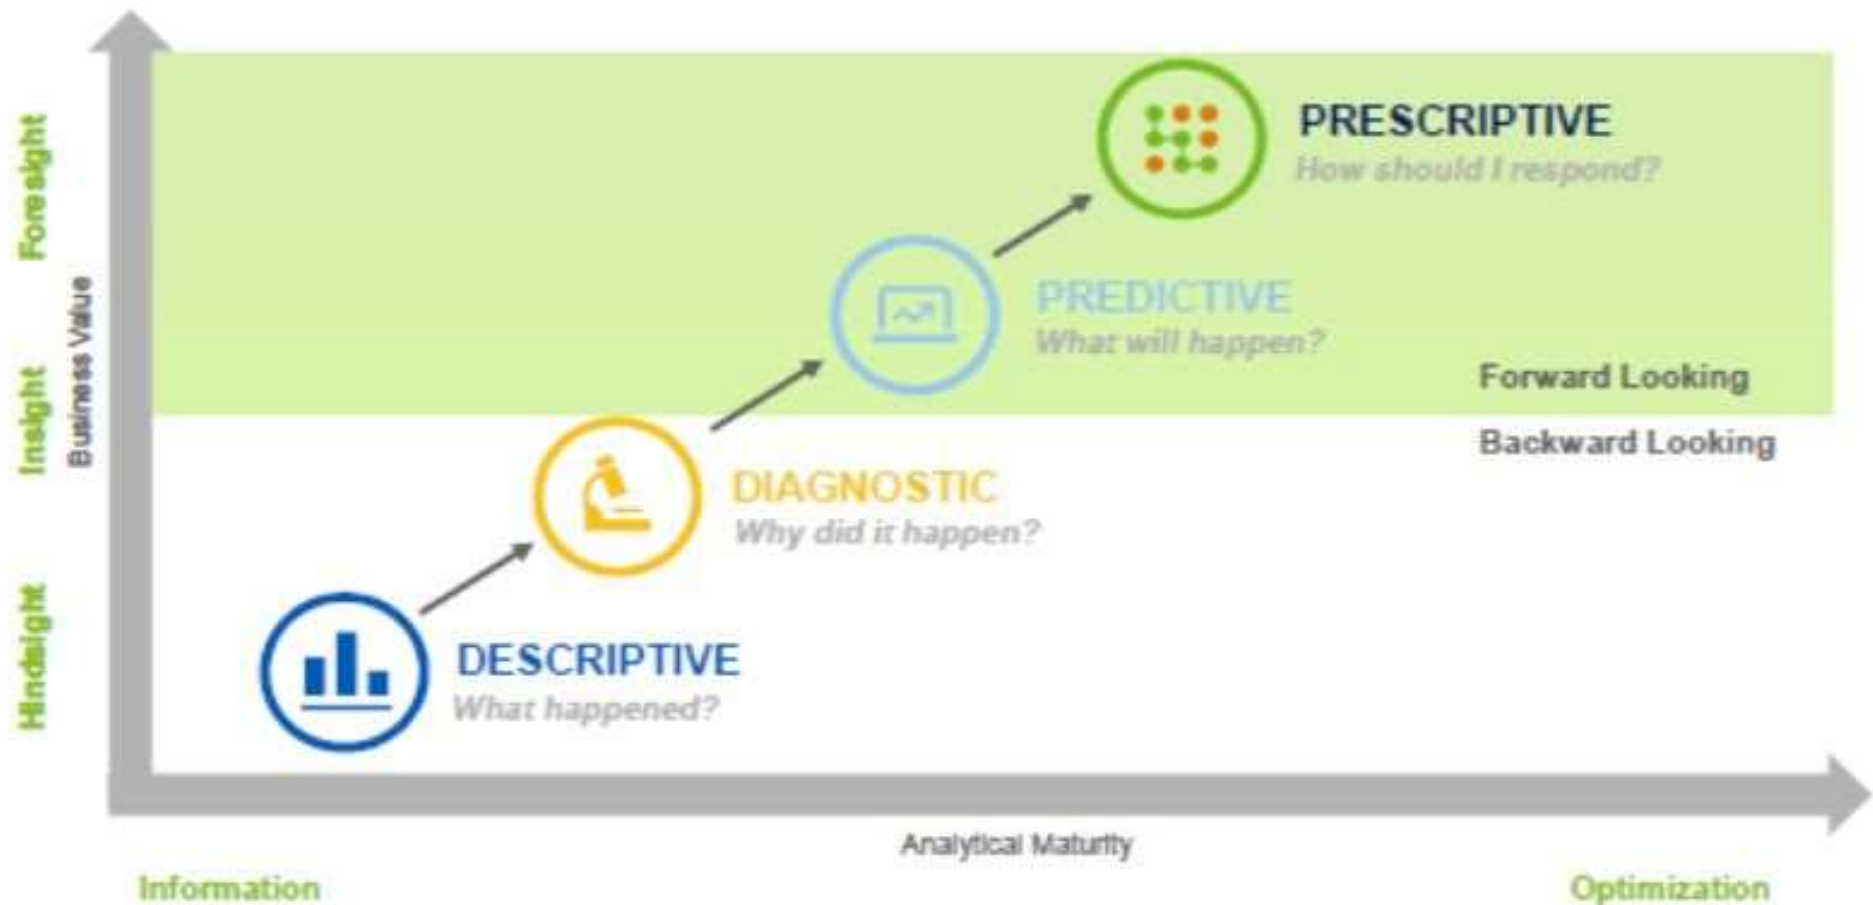 Foresight
PRESCRIPTIVE
How should I respond?
Business Value
PREDICTIVE
What will happen?
Insight
Forward Looking
Backward Looking
DIAGNOSTIC
Why did it happen?
Hindsight
DESCRIPTIVE
What happened?
Analytical Maturity
Information
Optimization